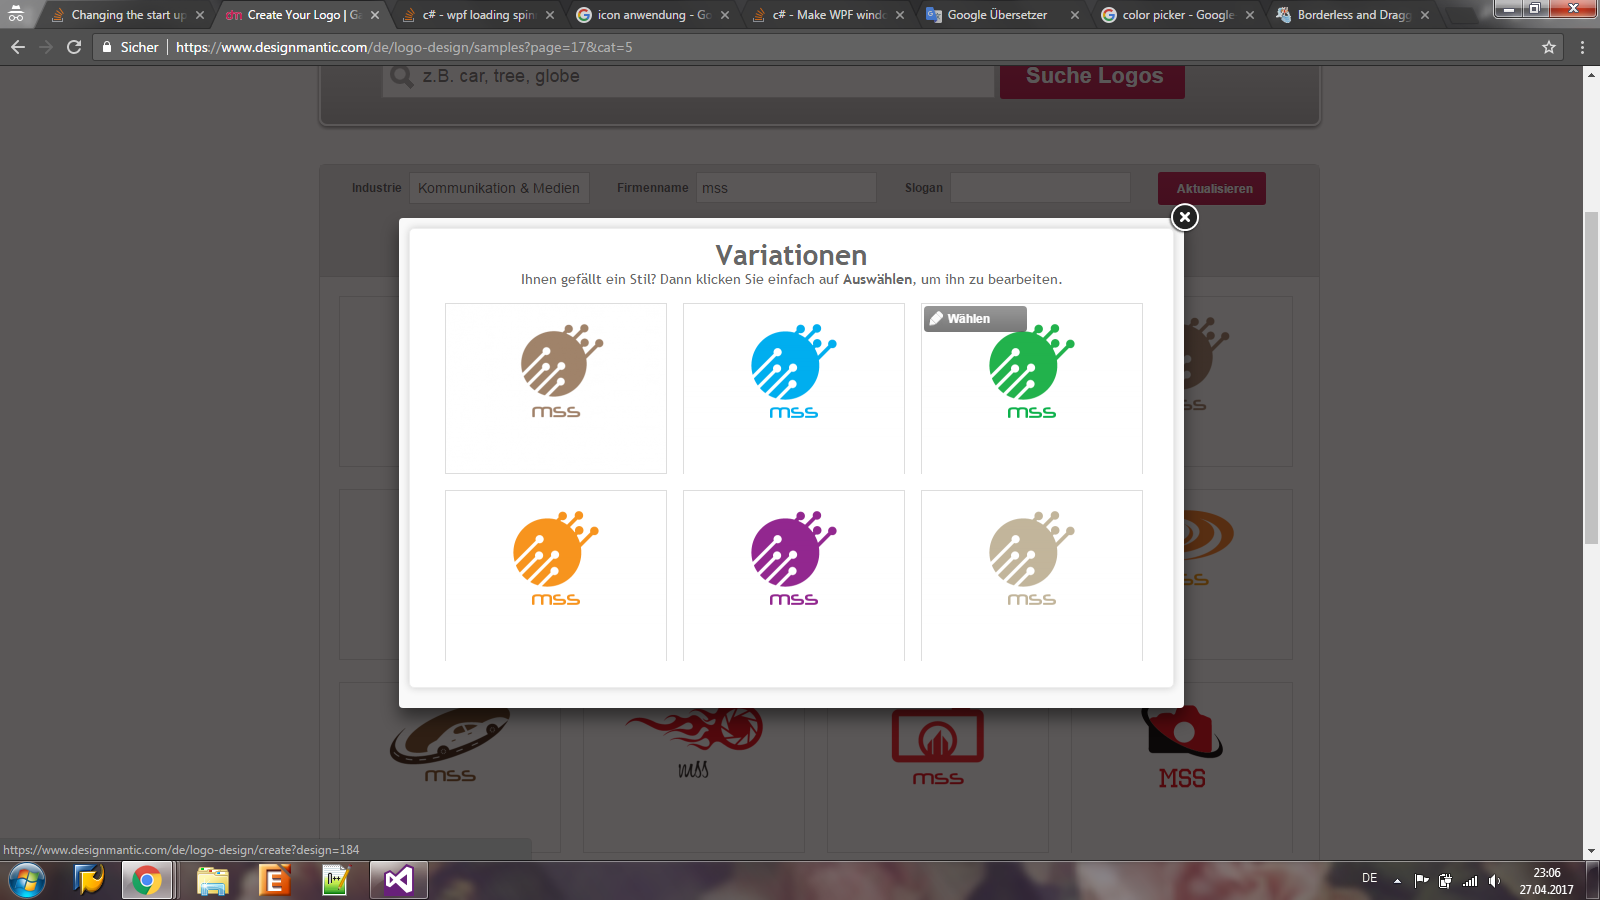 Changing the start up
Create Your Logo | Ga
c# - wpf loading spin
icon anwendung - Go
c# - Make WPF wind
Google Übersetzer
color picker - Google
Borderless and Dragg
Sicher
https://www.designmantic.com/de/logo-design/samples?page=17&cat=5
z.B. car, tree, globe
Suche Logos
Industrie
Kommunikation & Medien
Firmenname
mss
Slogan
Aktualisieren
Variationen
Ihnen gefällt ein Stil? Dann klicken Sie einfach auf Auswählen, um ihn zu bearbeiten.
Wählen
mss
mss
mss
mss
mss
mss
mss
mss
mss
MSS
https://www.designmantic.com/de/logo-design/create?design=184
DE
23:06
27.04.2017